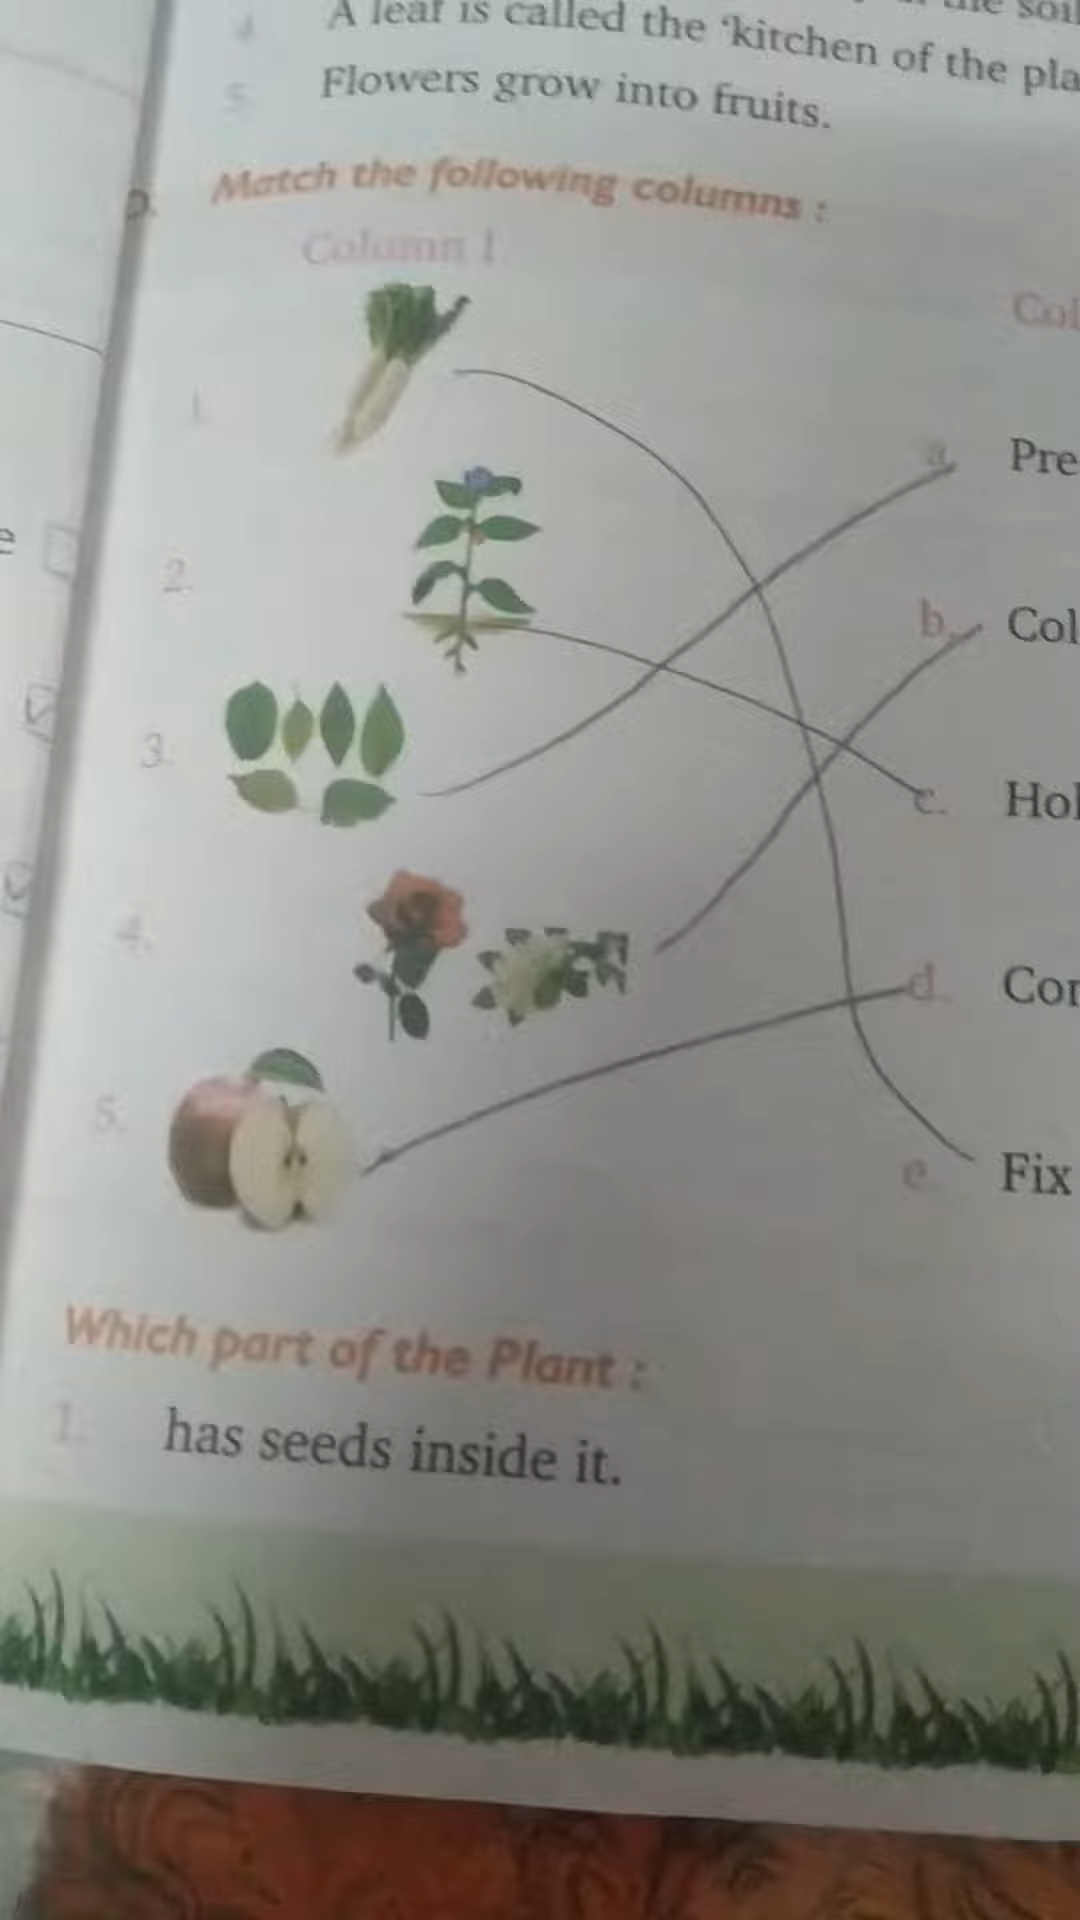 A leaf is called the ‘kitchen of the pla
5. Flowers grow into fruits.
D. Match the following columns :
Column 1
Col
1.
a. Pre
2.
b. Col
3.
c. Hol
4.
d. Con
5.
e. Fix
Which part of the Plant :
1. has seeds inside it.